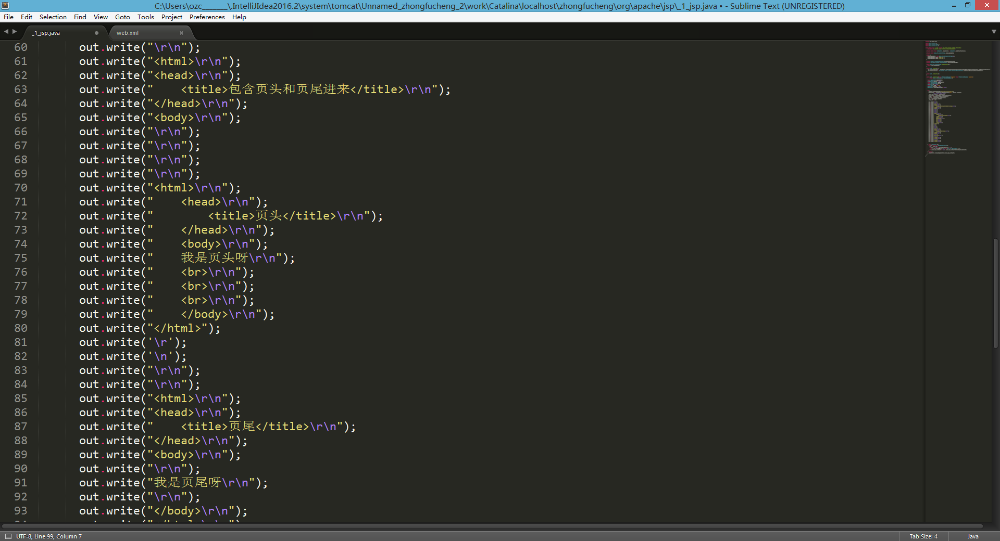 C:\Users\ozc_______\.IntelliJIdea2016.2\system\tomcat\Unnamed_zhongfucheng_2\work\Catalina\localhost\zhongfucheng\org\apache\jsp\_1_jsp.java • - Sublime Text (UNREGISTERED)
File Edit Selection Find View Goto Tools Project Preferences Help
_1_jsp.java web.xml
60 out.write("\r\n");
61 out.write("<html>\r\n");
62 out.write("<head>\r\n");
63 out.write("    <title>包含页头和页尾进来</title>\r\n");
64 out.write("</head>\r\n");
65 out.write("<body>\r\n");
66 out.write("\r\n");
67 out.write("\r\n");
68 out.write("\r\n");
69 out.write("\r\n");
70 out.write("<html>\r\n");
71 out.write("    <head>\r\n");
72 out.write("        <title>页头</title>\r\n");
73 out.write("    </head>\r\n");
74 out.write("    <body>\r\n");
75 out.write("    我是页头呀\r\n");
76 out.write("    <br>\r\n");
77 out.write("    <br>\r\n");
78 out.write("    <br>\r\n");
79 out.write("    </body>\r\n");
80 out.write("</html>");
81 out.write('\r');
82 out.write('\n');
83 out.write("\r\n");
84 out.write("\r\n");
85 out.write("<html>\r\n");
86 out.write("<head>\r\n");
87 out.write("    <title>页尾</title>\r\n");
88 out.write("</head>\r\n");
89 out.write("<body>\r\n");
90 out.write("\r\n");
91 out.write("我是页尾呀\r\n");
92 out.write("\r\n");
93 out.write("</body>\r\n");
UTF-8, Line 99, Column 7
Tab Size: 4 Java